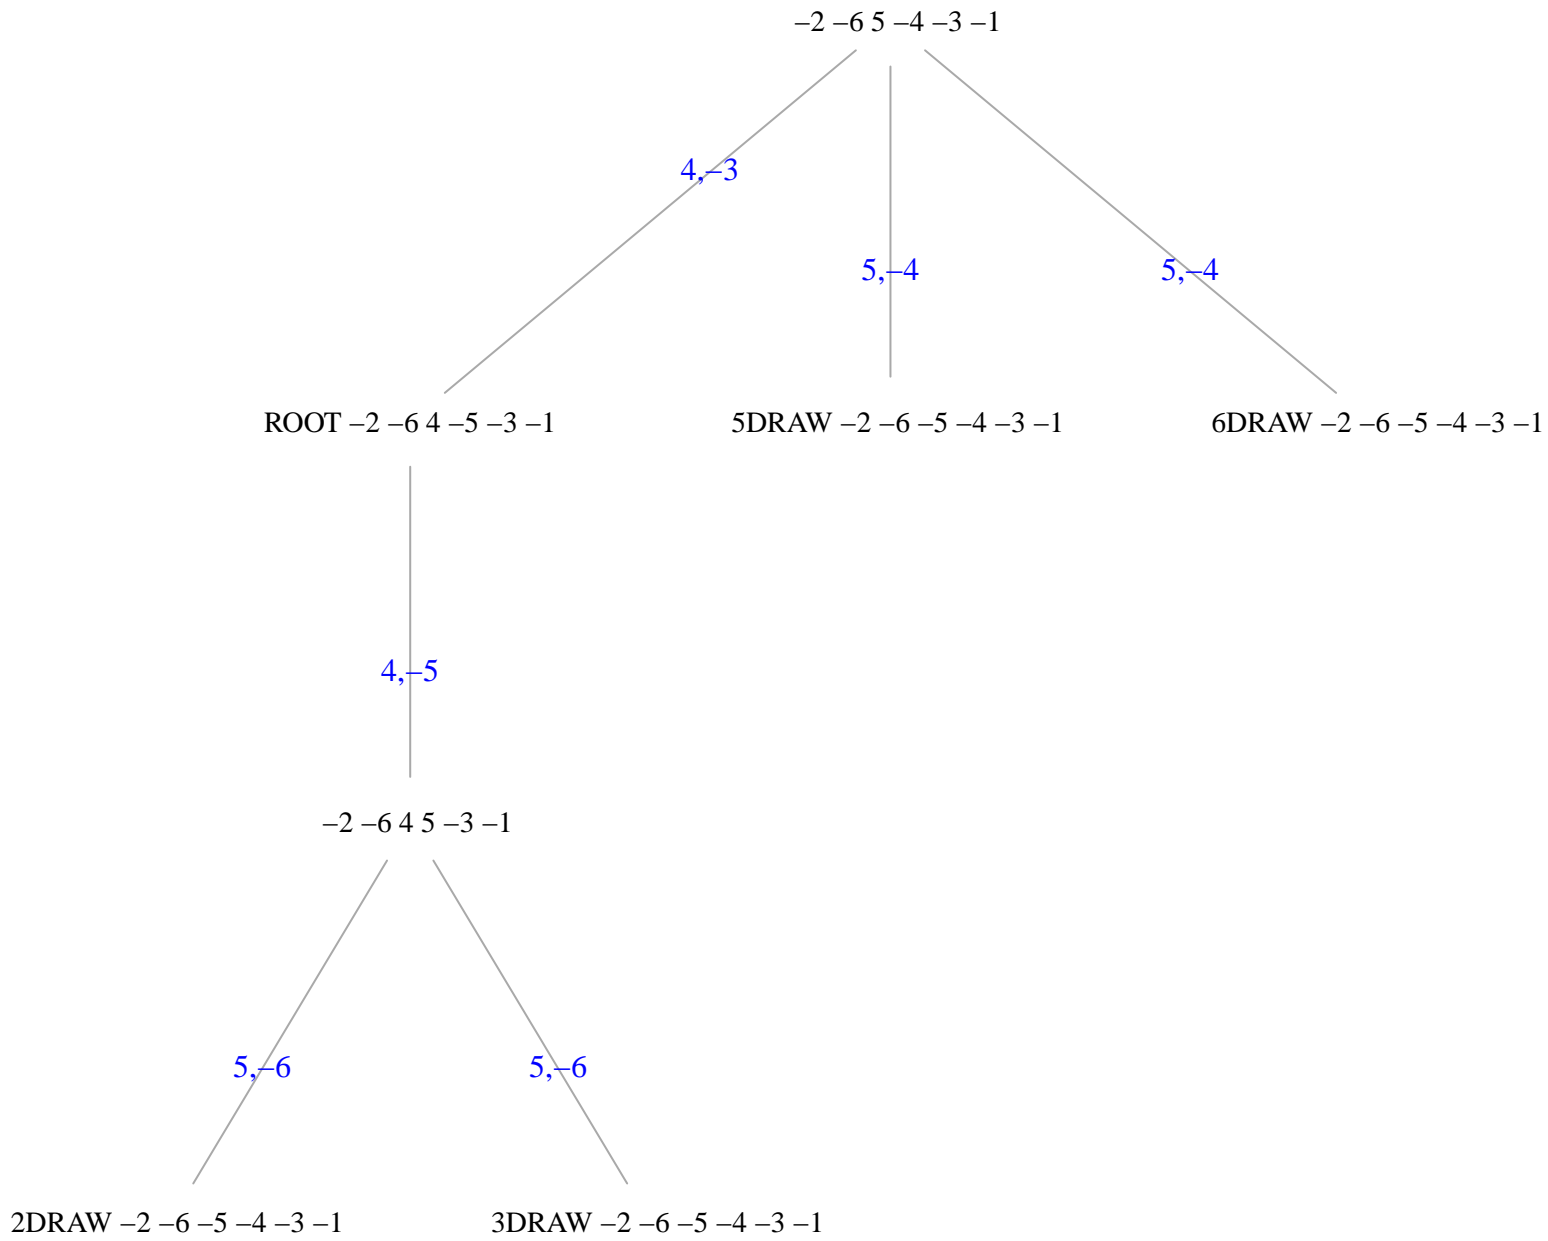 –2 –6 5 –4 –3 –1
4,–3
5,–4
5,–4
ROOT –2 –6 4 –5 –3 –1
5DRAW –2 –6 –5 –4 –3 –1
6DRAW –2 –6 –5 –4 –3 –1
4,–5
–2 –6 4 5 –3 –1
5,–6
5,–6
2DRAW –2 –6 –5 –4 –3 –1
3DRAW –2 –6 –5 –4 –3 –1